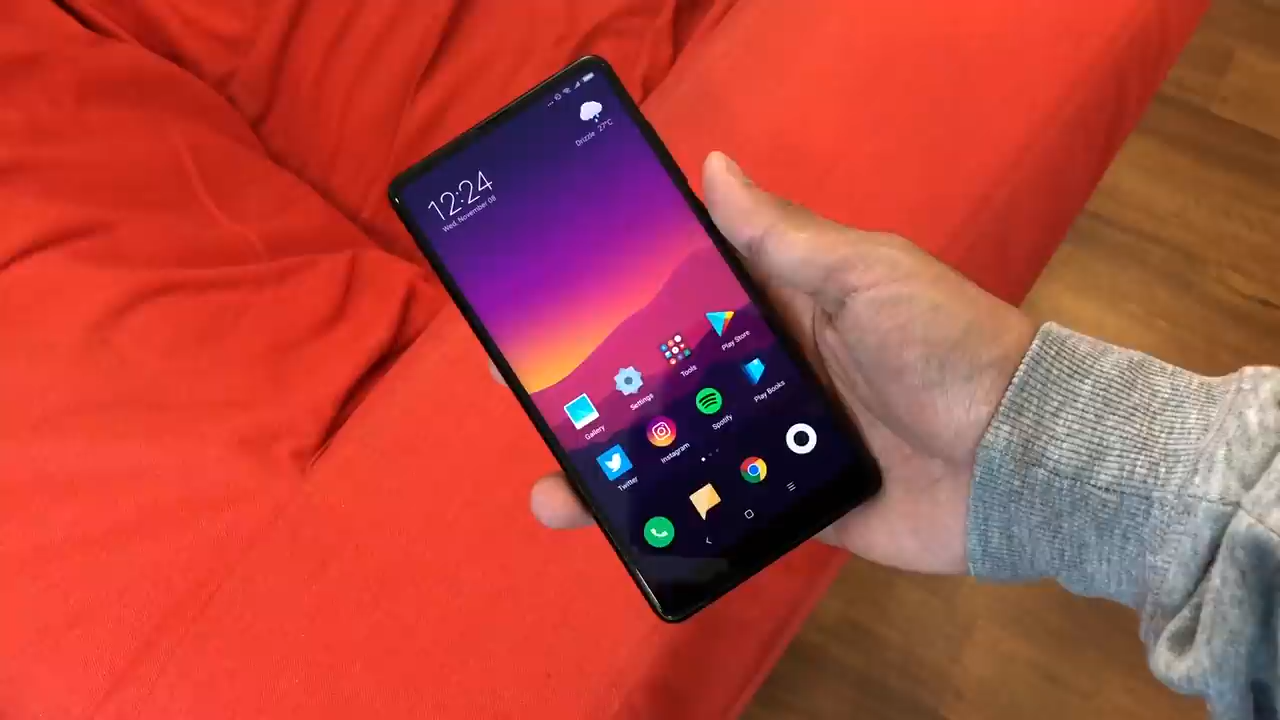 Drizzle 27°C
12:24
Wed, November 08
Gallery
Settings
Tools
Play Store
Twitter
Instagram
Spotify
Play Books